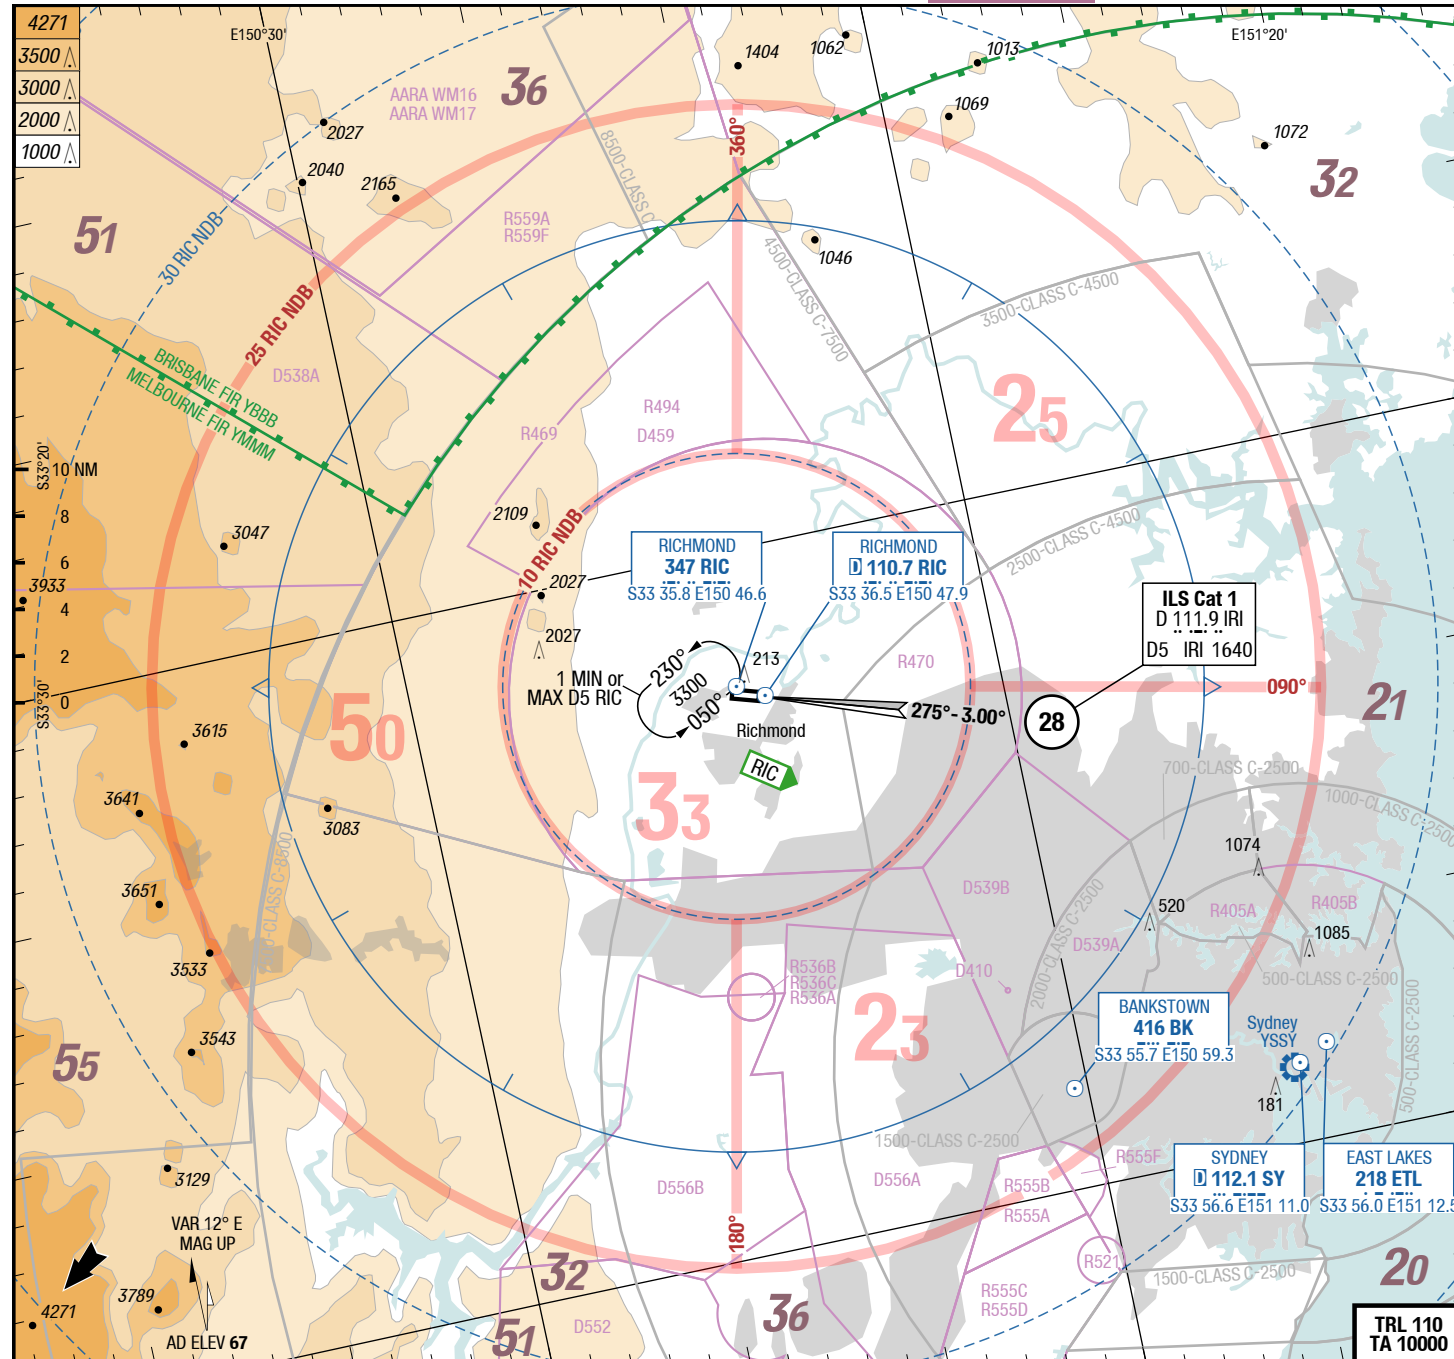 4271
3500
3000
2000
1000
E150°30'
E151°20'
AARA WM16
AARA WM17
36
1404
1062
1013
1069
1072
32
2027
2040
2165
51
30 RIC NDB
25 RIC NDB
R559A
R559F
8500-CLASS C
360°
1046
4500-CLASS C-7500
3500-CLASS C-4500
BRISBANE FIR YBBB
MELBOURNE FIR YMMM
D538A
R494
D459
R469
25
S33°20'
10 NM
8
6
4
2
0
S33°30'
3047
3933
2109
10 RIC NDB
2027
2027
2500-CLASS C-4500
RICHMOND
347 RIC
S33 35.8 E150 46.6
RICHMOND
D 110.7 RIC
S33 36.5 E150 47.9
ILS Cat 1
D 111.9 IRI
D5 IRI 1640
R470
213
1 MIN or
MAX D5 RIC
230°
3300
050°
275°- 3.00°
28
090°
21
Richmond
RIC
50
33
3615
3641
3083
3651
3533
3543
700-CLASS C-2500
1000-CLASS C-2500
1074
520
1085
R405A
R405B
D539B
D539A
D410
2000-CLASS C-2500
500-CLASS C-2500
500-CLASS C-2500
R536B
R536C
R536A
23
BANKSTOWN
416 BK
S33 55.7 E150 59.3
Sydney
YSSY
181
55
1500-CLASS C-2500
SYDNEY
D 112.1 SY
S33 56.6 E151 11.0
EAST LAKES
218 ETL
S33 56.0 E151 12.5
R555F
R555B
R555A
D556A
D556B
180°
3129
VAR 12° E
MAG UP
3789
4271
AD ELEV 67
32
51
D552
36
R521
R555C
R555D
1500-CLASS C-2500
20
TRL 110
TA 10000